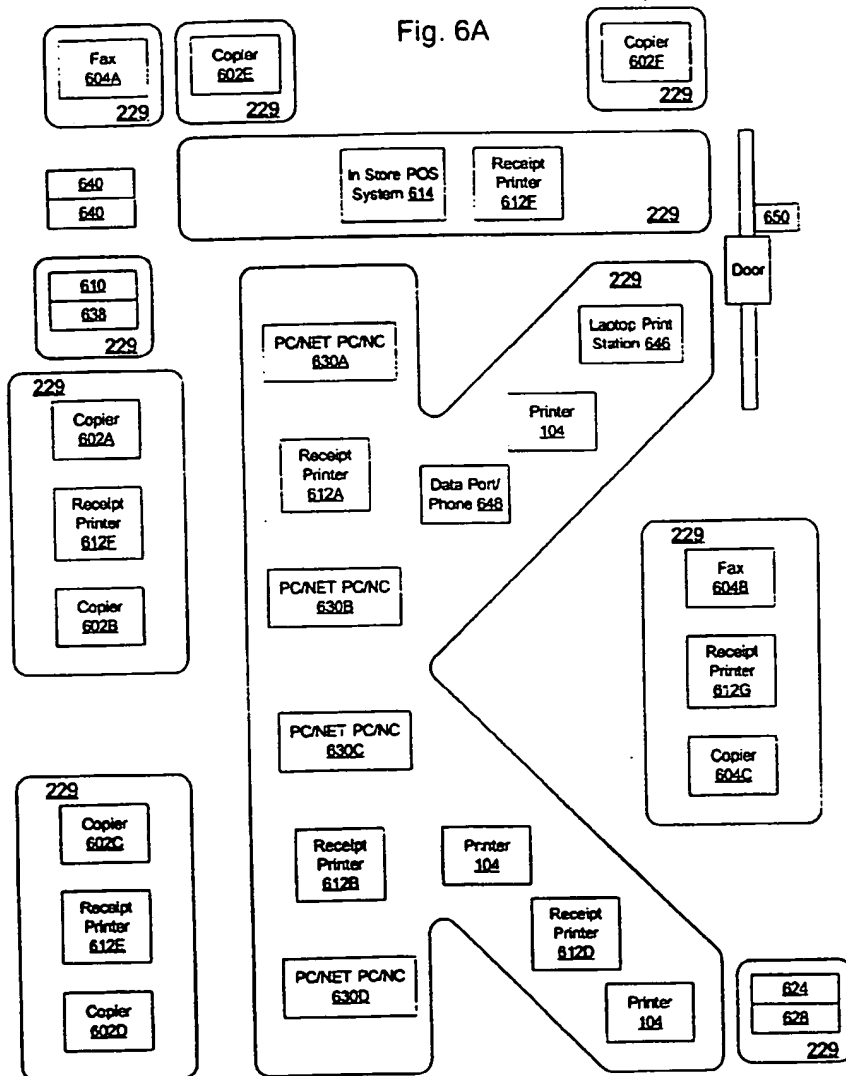 Fig. 6A
Fax
604A
229
Copier
602E
229
Copier
602F
229
640
640
In Store POS
System 614
Receipt
Printer
612F
229
650
Door
610
638
229
229
Laptop Print
Station 646
PC/NET PC/NC
630A
Printer
104
229
Copier
602A
Receipt
Printer
612A
Data Port/
Phone 648
Receipt
Printer
612F
PC/NET PC/NC
630B
Copier
602B
229
Fax
604B
Receipt
Printer
612G
PC/NET PC/NC
630C
Copier
604C
229
Copier
602C
Receipt
Printer
612B
Printer
104
Receipt
Printer
612E
Receipt
Printer
612D
PC/NET PC/NC
630D
Copier
602D
Printer
104
624
628
229